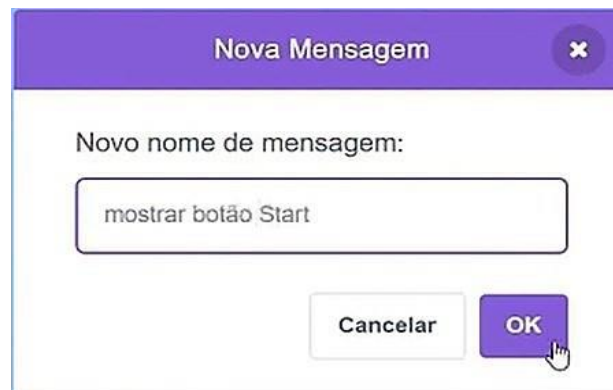 Nova Mensagem
Novo nome de mensagem:
mostrar botão Start
Cancelar OK